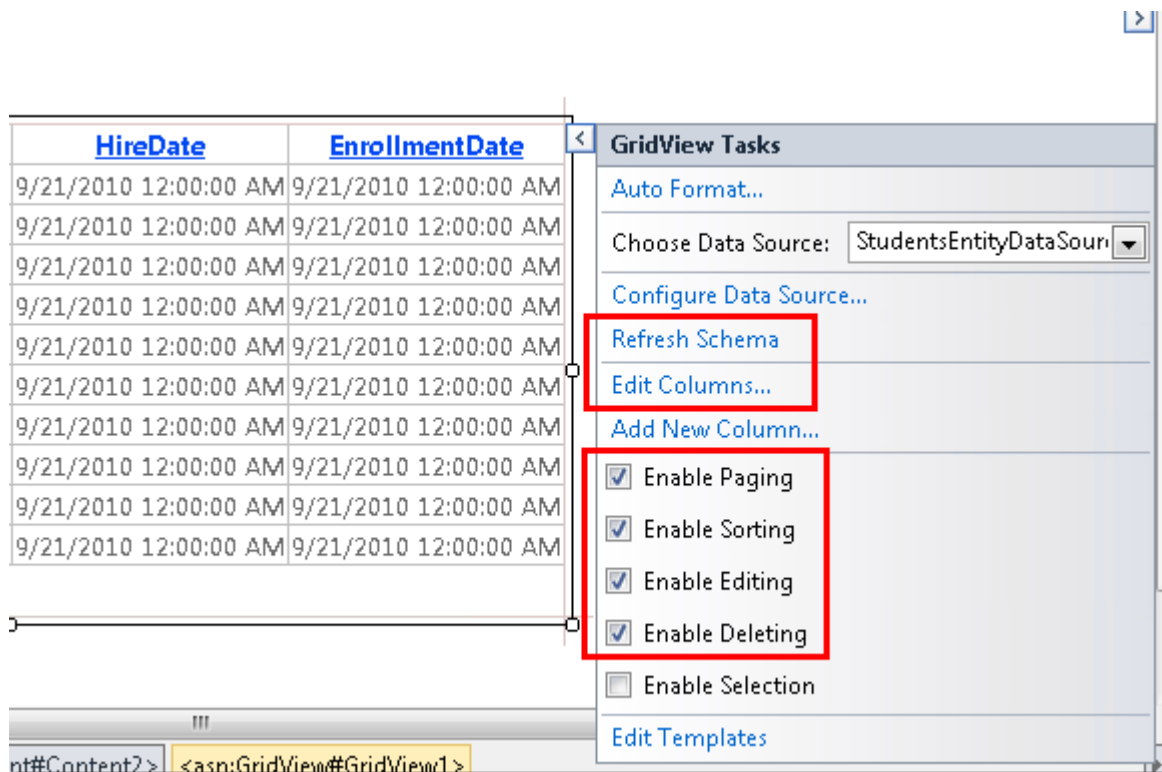 HireDate EnrollmentDate
9/21/2010 12:00:00 AM 9/21/2010 12:00:00 AM
9/21/2010 12:00:00 AM 9/21/2010 12:00:00 AM
9/21/2010 12:00:00 AM 9/21/2010 12:00:00 AM
9/21/2010 12:00:00 AM 9/21/2010 12:00:00 AM
9/21/2010 12:00:00 AM 9/21/2010 12:00:00 AM
9/21/2010 12:00:00 AM 9/21/2010 12:00:00 AM
9/21/2010 12:00:00 AM 9/21/2010 12:00:00 AM
9/21/2010 12:00:00 AM 9/21/2010 12:00:00 AM
9/21/2010 12:00:00 AM 9/21/2010 12:00:00 AM
9/21/2010 12:00:00 AM 9/21/2010 12:00:00 AM
GridView Tasks
Auto Format...
Choose Data Source: StudentsEntityDataSour
Configure Data Source...
Refresh Schema
Edit Columns...
Add New Column...
Enable Paging
Enable Sorting
Enable Editing
Enable Deleting
Enable Selection
Edit Templates
nt#Content2> <asp:GridView#GridView1>